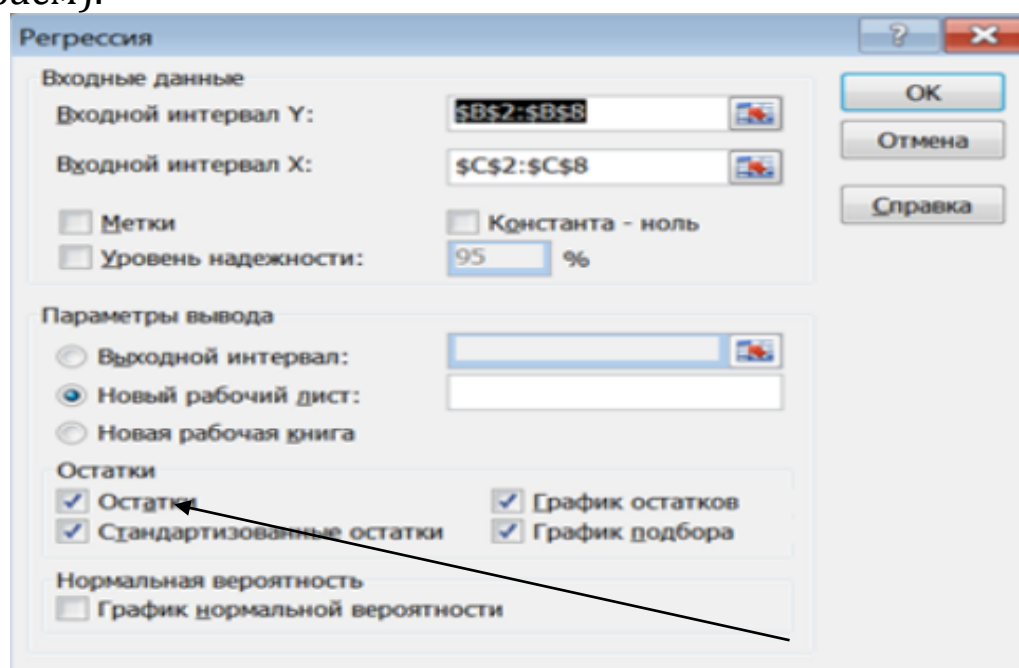 Регрессия
Входные данные
Входной интервал Y: $B$2:$B$8
Входной интервал X: $C$2:$C$8
Метки Константа - ноль
Уровень надежности: 95 %
Параметры вывода
Выходной интервал:
Новый рабочий лист:
Новая рабочая книга
Остатки
Остатки График остатков
Стандартизованные остатки График подбора
Нормальная вероятность
График нормальной вероятности
?
ОК
Отмена
Справка